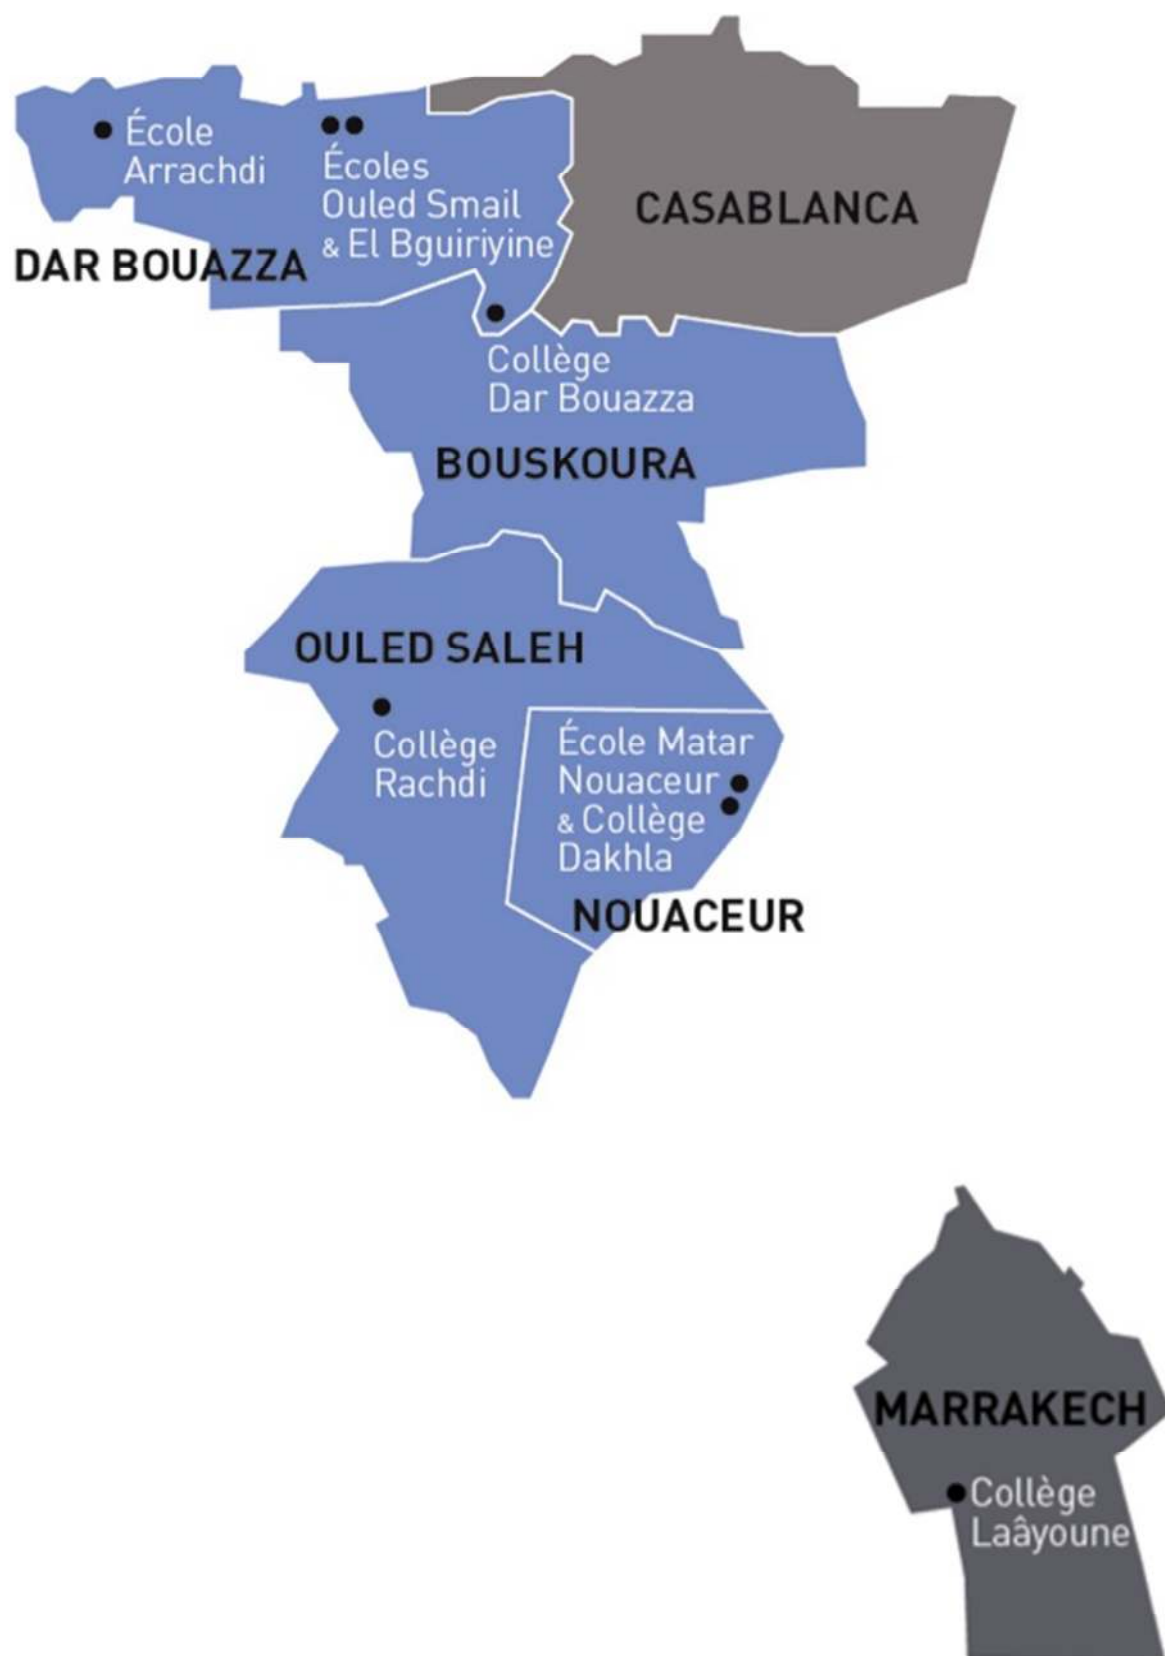 École
Arrachdi
Écoles
Ouled Smail
& El Bguiriyine
CASABLANCA
DAR BOUAZZA
Collège
Dar Bouazza
BOUSKOURA
OULED SALEH
Collège
Rachdi
École Matar
Nouaceur
& Collège
Dakhla
NOUACEUR
MARRAKECH
Collège
Laâyoune